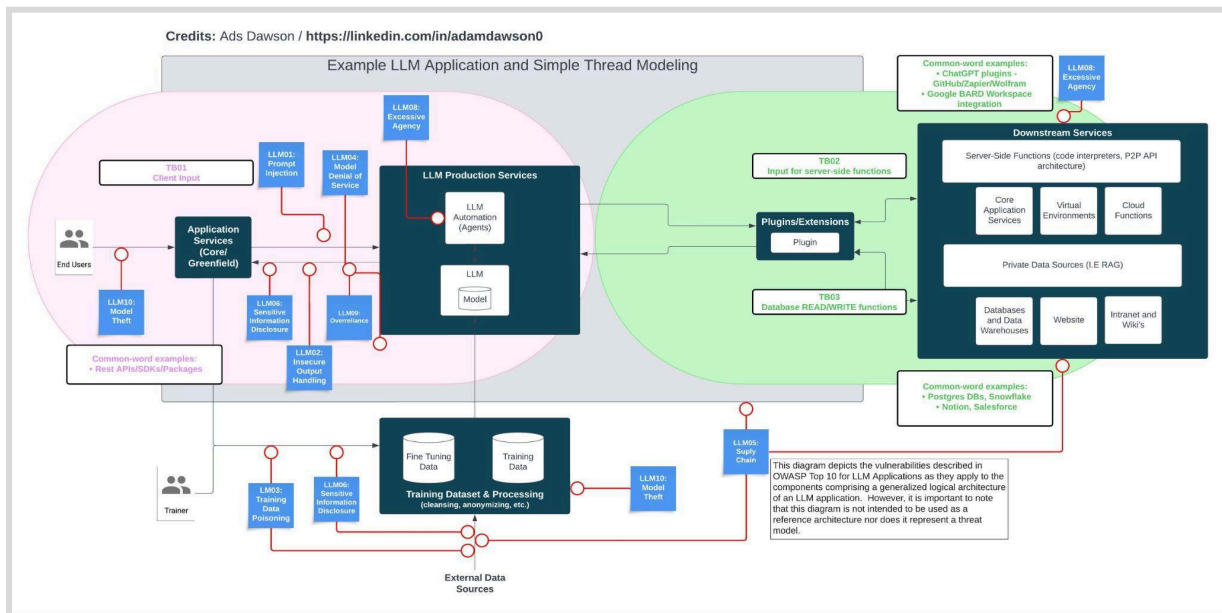 Credits: Ads Dawson / https://linkedin.com/in/adamdawson0
Example LLM Application and Simple Thread Modeling
Common-word examples:
• ChatGPT plugins -
GitHub/Zapier/Wolfram
• Google BARD Workspace
integration
LLM08:
Excessive
Agency
LLM08:
Excessive
Agency
TB01
Client Input
LLM01:
Prompt
Injection
LLM04:
Model
Denial of
Service
LLM Production Services
LLM
Automation
(Agents)
LLM
Model
TB02
Input for server-side functions
Downstream Services
Server-Side Functions (code interpreters, P2P API
architecture)
Core
Application
Services
Virtual
Environments
Cloud
Functions
Private Data Sources (I.E RAG)
Databases
and Data
Warehouses
Website
Intranet and
Wiki's
End Users
Application
Services
(Core/
Greenfield)
Plugins/Extensions
Plugin
TB03
Database READ/WRITE functions
LLM10:
Model
Theft
LLM06:
Sensitive
Information
Disclosure
LLM02:
Insecure
Output
Handling
LLM09:
Overreliance
Common-word examples:
• Rest APIs/SDKs/Packages
Common-word examples:
• Postgres DBs, Snowflake
• Notion, Salesforce
Trainer
Fine Tuning
Data
Training
Data
Training Dataset & Processing
(cleansing, anonymizing, etc.)
LM03:
Training
Data
Poisoning
LLM06:
Sensitive
Information
Disclosure
LLM10:
Model
Theft
LLM05:
Suply
Chain
This diagram depicts the vulnerabilities described in
OWASP Top 10 for LLM Applications as they apply to the
components comprising a generalized logical architecture
of an LLM application. However, it is important to note
that this diagram is not intended to be used as a
reference architecture nor does it represent a threat
model.
External Data
Sources